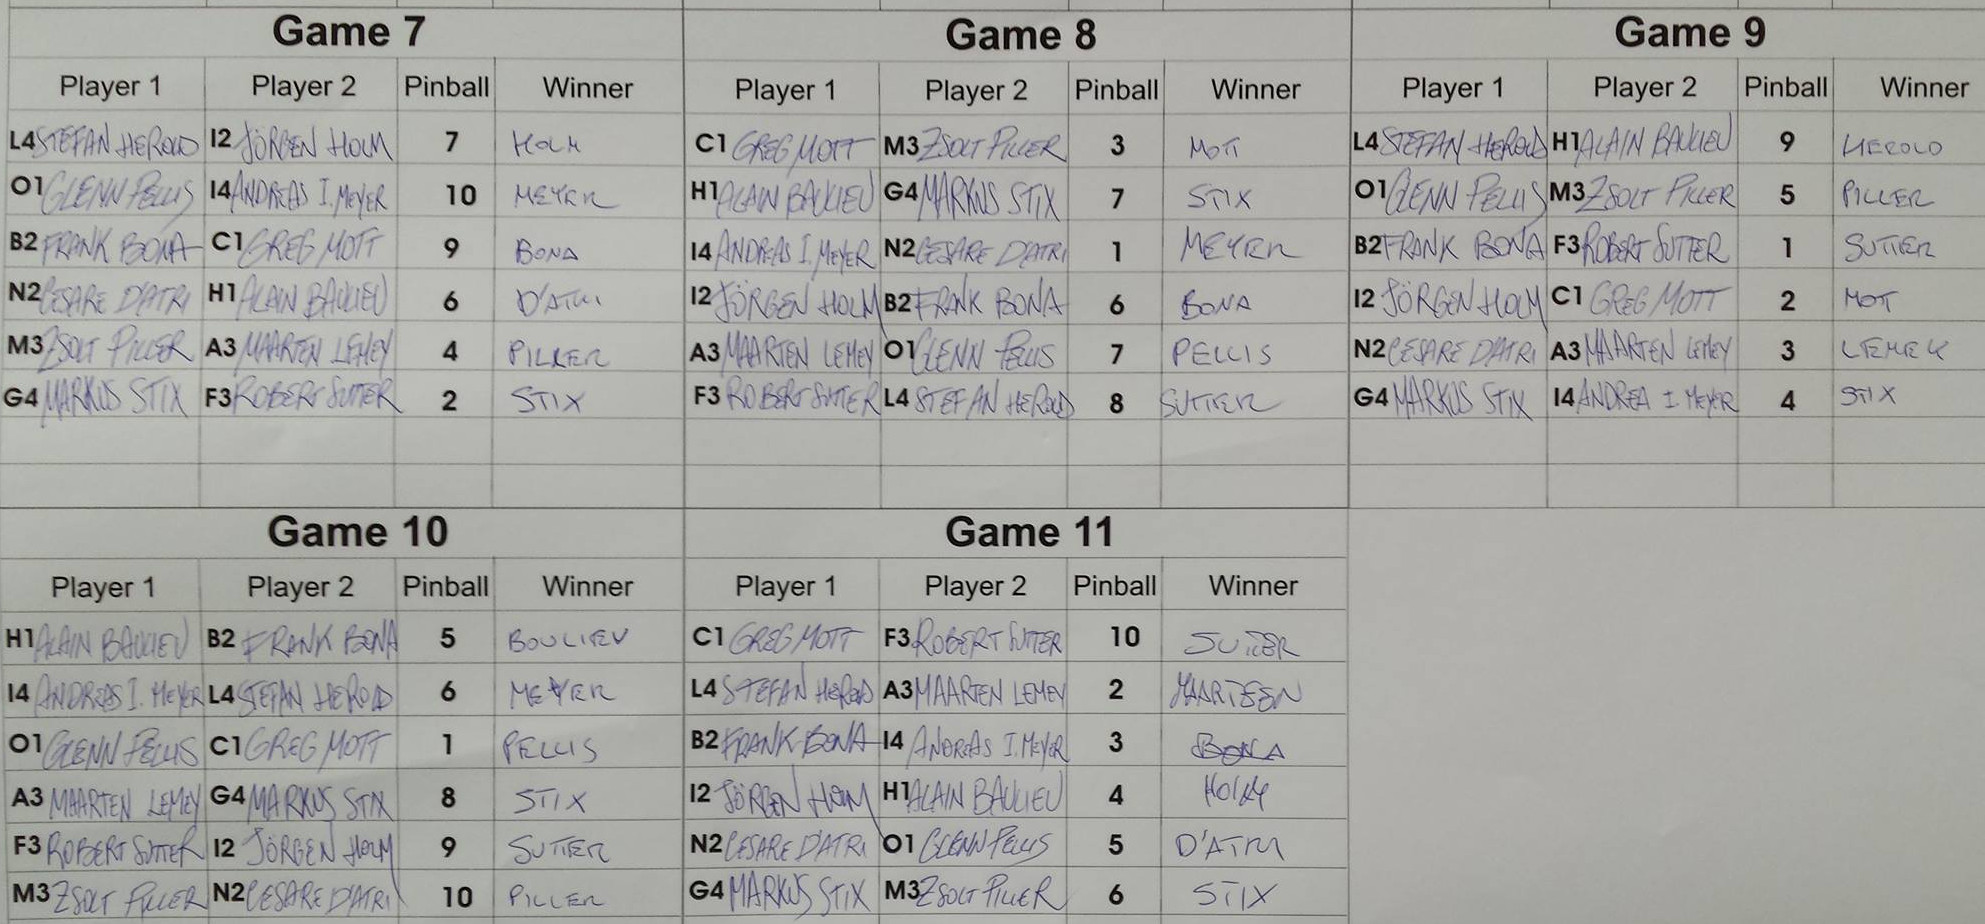 Game 7 Game 8 Game 9
Player 1 Player 2 Pinball Winner Player 1 Player 2 Pinball Winner Player 1 Player 2 Pinball Winner
L4 STEFAN HEROLD I2 JÖRGEN HOLM 7 HOLM C1 GREG MOTT M3 ZSOLT PILLER 3 MOTT L4 STEFAN HEROLD H1 ALAIN BAULIEU 9 HEROLD
O1 GLENN PELLIS I4 ANDREAS I. MEYER 10 MEYER H1 ALAIN BAULIEU G4 MARKUS STIX 7 STIX O1 GLENN PELLIS M3 ZSOLT PILLER 5 PILLER
B2 FRANK BONA C1 GREG MOTT 9 BONA I4 ANDREAS I. MEYER N2 CESARE D'ATRI 1 MEYER B2 FRANK BONA F3 ROBERT SUTTER 1 SUTTER
N2 CESARE D'ATRI H1 ALAIN BAULIEU 6 D'ATRI I2 JÖRGEN HOLM B2 FRANK BONA 6 BONA I2 JÖRGEN HOLM C1 GREG MOTT 2 MOTT
M3 ZSOLT PILLER A3 MAARTEN LEMEY 4 PILLER A3 MAARTEN LEMEY O1 GLENN PELLIS 7 PELLIS N2 CESARE D'ATRI A3 MAARTEN LEMEY 3 LEMEY
G4 MARKUS STIX F3 ROBERT SUTTER 2 STIX F3 ROBERT SUTTER L4 STEFAN HEROLD 8 SUTTER G4 MARKUS STIX I4 ANDREA I MEYER 4 STIX
Game 10 Game 11
Player 1 Player 2 Pinball Winner Player 1 Player 2 Pinball Winner
H1 ALAIN BAULIEU B2 FRANK BONA 5 BOULIEU C1 GREG MOTT F3 ROBERT SUTTER 10 SUTTER
I4 ANDREAS I. MEYER L4 STEFAN HEROLD 6 MEYER L4 STEFAN HEROLD A3 MAARTEN LEMEY 2 MAARTEEN
O1 GLENN PELLIS C1 GREG MOTT 1 PELLIS B2 FRANK BONA I4 ANDREAS I. MEYER 3 BONA
A3 MAARTEN LEMEY G4 MARKUS STIX 8 STIX I2 JÖRGEN HOLM H1 ALAIN BAULIEU 4
F3 ROBERT SUTTER I2 JÖRGEN HOLM 9 SUTTER N2 CESARE D'ATRI O1 GLENN PELLIS 5 D'ATRI
M3 ZSOLT PILLER N2 CESARE D'ATRI 10 PILLER G4 MARKUS STIX M3 ZSOLT PILLER 6 STIX